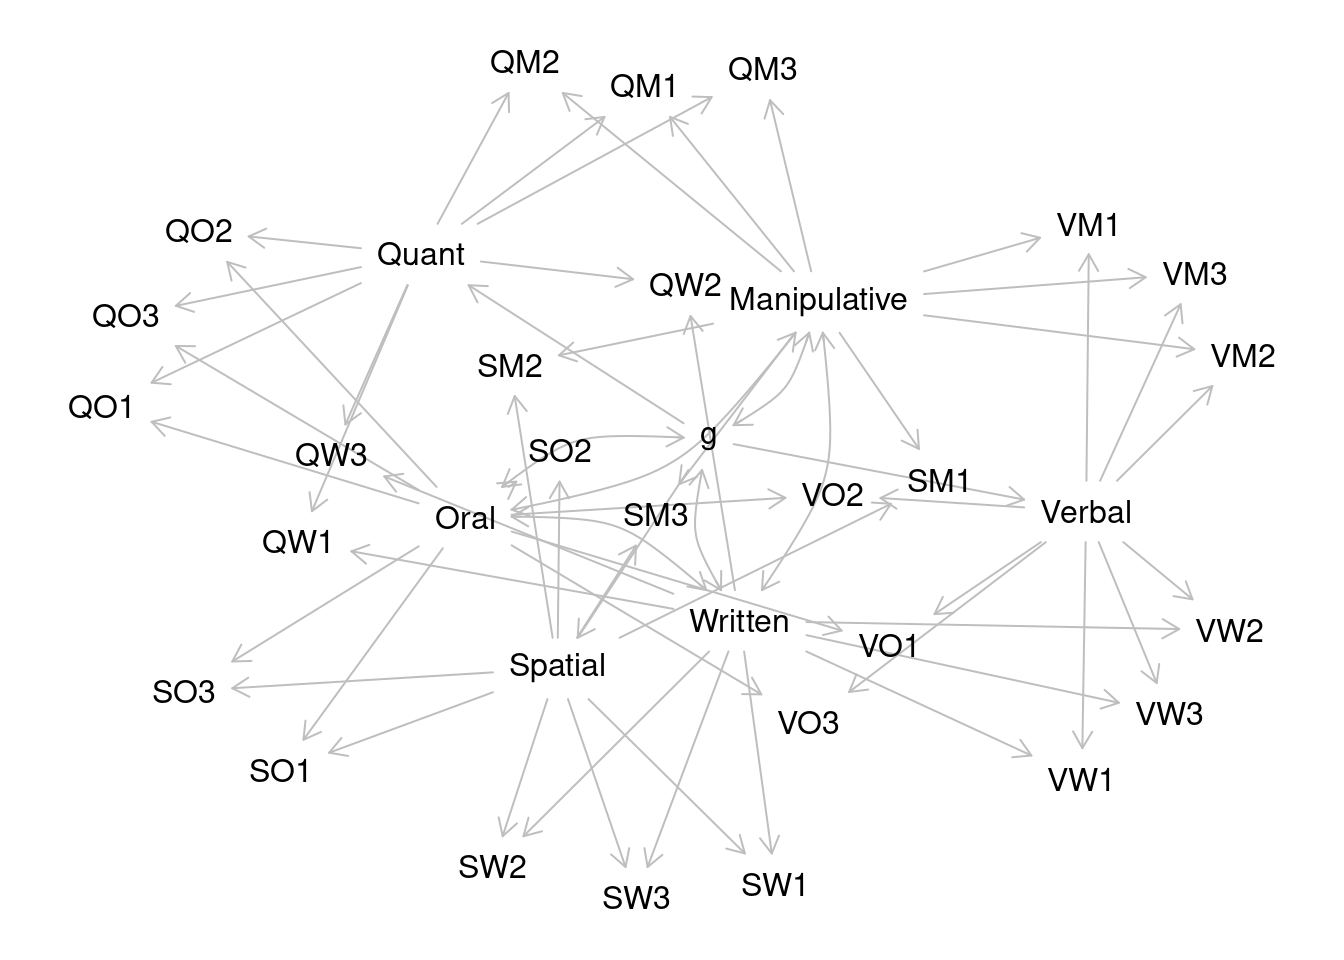 QM2
QM1
QM3
QO2
Quant
VM1
VM3
QO3
QW2
Manipulative
SM2
VM2
QO1
g
QW3
SO2
SM1
VO2
Oral
SM3
Verbal
QW1
Written
VO1
VW2
Spatial
SO3
VO3
VW3
SO1
VW1
SW2
SW3
SW1